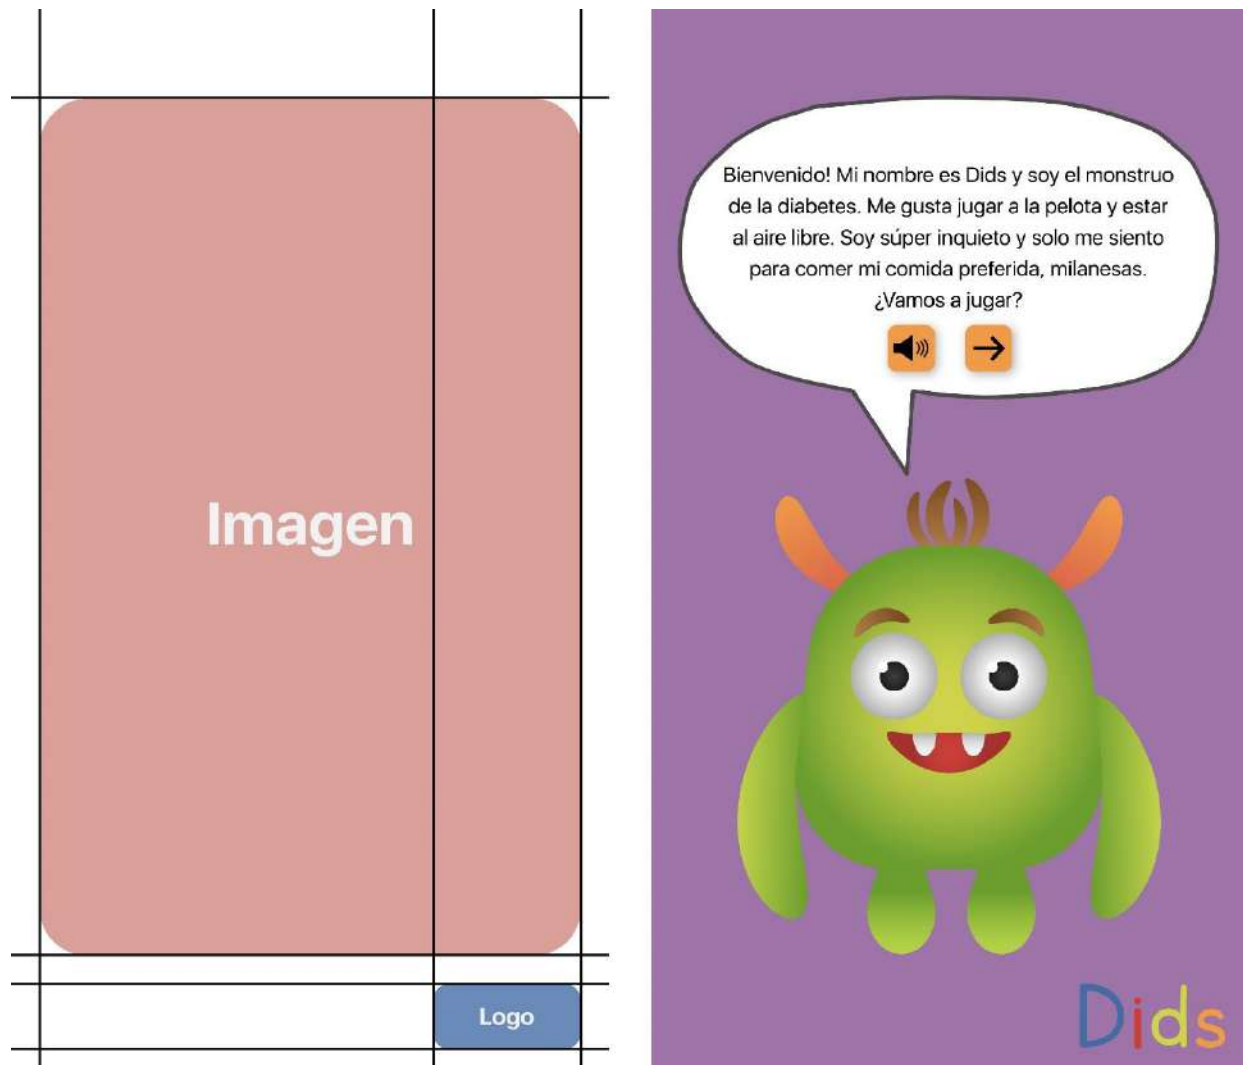 Imagen
Logo
Bienvenido! Mi nombre es Dids y soy el monstruo
de la diabetes. Me gusta jugar a la pelota y estar
al aire libre. Soy súper inquieto y solo me siento
para comer mi comida preferida, milanesas.
¿Vamos a jugar?
Dids